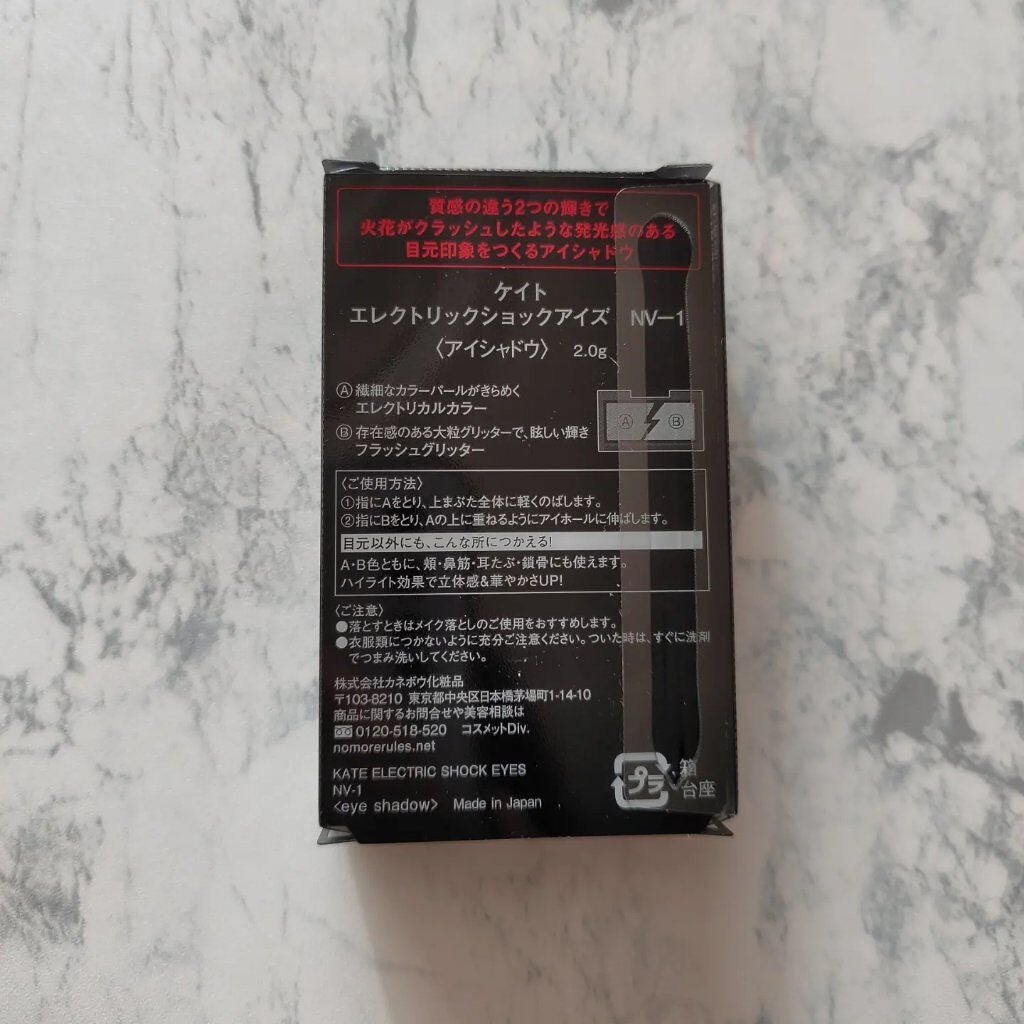 質感の違う2つの輝きで
火花がクラッシュしたような発光感のある
目元印象をつくるアイシャドウ
ケイト
エレクトリックショックアイズ NV−1
〈アイシャドウ〉 2.0g
Ⓐ繊細なカラーパールがきらめく
エレクトリカルカラー
Ⓑ存在感のある大粒グリッターで、眩しい輝き
フラッシュグリッター
Ⓐ Ⓑ
〈ご使用方法〉
①指にAをとり、上まぶた全体に軽くのばします。
②指にBをとり、Aの上に重ねるようにアイホールに伸ばします。
目元以外にも、こんな所につかえる!
A・B色ともに、頬・鼻筋・耳たぶ・鎖骨にも使えます。
ハイライト効果で立体感&華やかさUP!
〈ご注意〉
●落とすときはメイク落としのご使用をおすすめします。
●衣服類につかないように充分ご注意ください。ついた時は、すぐに洗剤
でつまみ洗いしてください。
株式会社カネボウ化粧品
〒103-8210 東京都中央区日本橋茅場町1-14-10
商品に関するお問合せや美容相談は
0120-518-520 コスメットDiv.
nomorerules.net
KATE ELECTRIC SHOCK EYES
NV-1
<eye shadow> Made in Japan
プラ 箱
台座